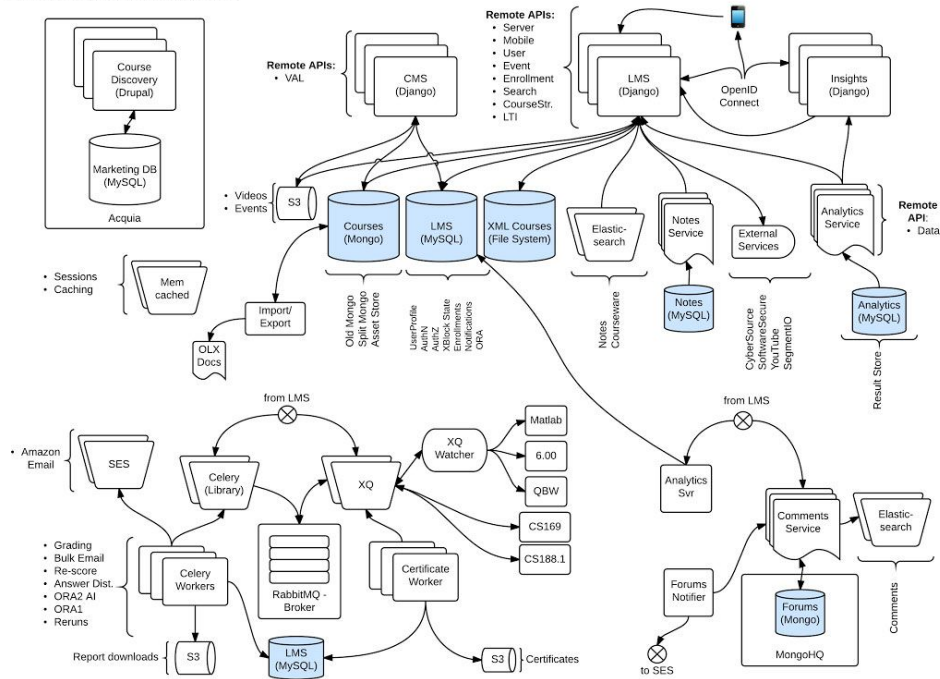 Course
Discovery
(Drupal)
Marketing DB
(MySQL)
Acquia
Remote APIs:
• VAL
CMS
(Django)
Remote APIs:
• Server
• Mobile
• User
• Event
• Enrollment
• Search
• CourseStr.
• LTI
LMS
(Django)
OpenID
Connect
Insights
(Django)
• Videos
• Events
S3
Courses
(Mongo)
LMS
(MySQL)
XML Courses
(File System)
Elastic-
search
Notes
Service
External
Services
Analytics
Service
Remote
API:
• Data
• Sessions
• Caching
Mem
cached
Import/
Export
OLX
Docs
Old Mongo
Split Mongo
Asset Store
UserProfile
AuthN
AuthZ
XBlock State
Enrollments
Notifications
ORA
Notes
Courseware
Notes
(MySQL)
CyberSource
SoftwareSecure
YouTube
SegmentIO
Analytics
(MySQL)
Result Store
from LMS
• Amazon
Email
SES
Celery
(Library)
XQ
XQ
Watcher
Matlab
6.00
QBW
CS169
CS188.1
• Grading
• Bulk Email
• Re-score
• Answer Dist.
• ORA2 AI
• ORA1
• Reruns
Celery
Workers
RabbitMQ -
Broker
Certificate
Worker
Report downloads
S3
LMS
(MySQL)
S3
Certificates
from LMS
Analytics
Svr
Comments
Service
Elastic-
search
Comments
Forums
Notifier
Forums
(Mongo)
MongoHQ
to SES